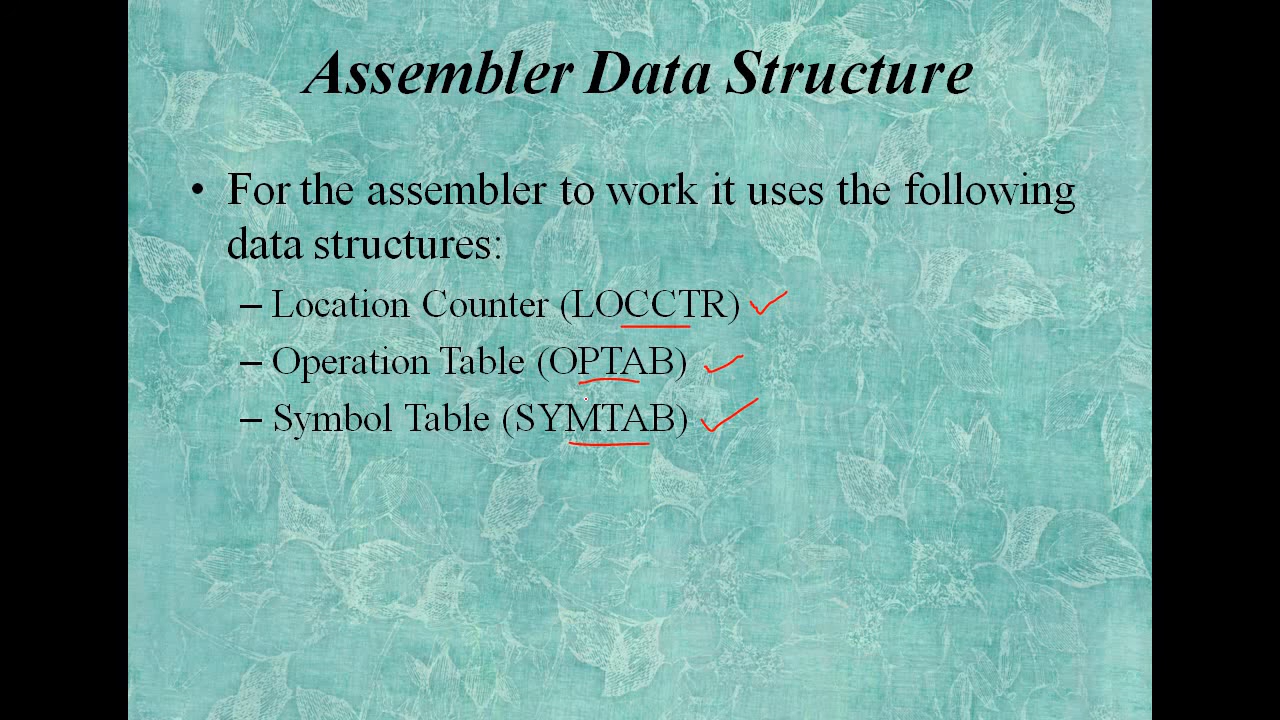 Assembler Data Structure
• For the assembler to work it uses the following
data structures:
– Location Counter (LOCCTR)
– Operation Table (OPTAB)
– Symbol Table (SYMTAB)